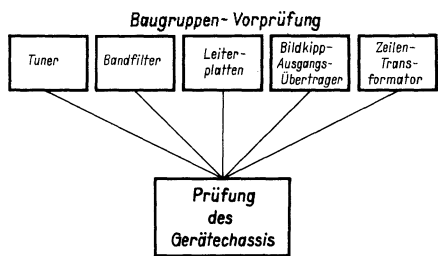 Baugruppen-Vorprüfung
Tuner
Bandfilter
Leiter-
platten
Bildkipp-
Ausgangs-
Übertrager
Zeilen-
Trans-
formator
Prüfung
des
Gerätechassis